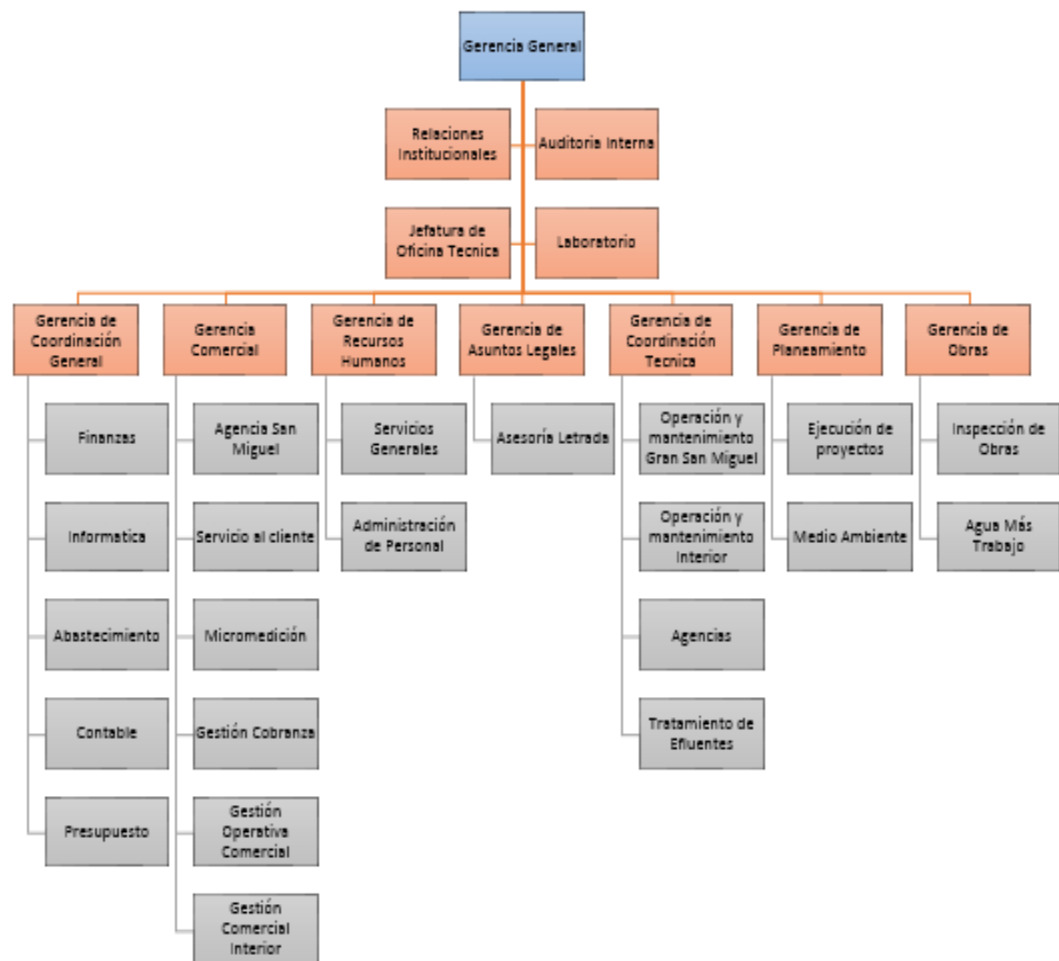 Gerencia General
Relaciones
Institucionales
Auditoria Interna
Jefatura de
Oficina Tecnica
Laboratorio
Gerencia de
Coordinación
General
Gerencia
Comercial
Gerencia de
Recursos
Humanos
Gerencia de
Asuntos Legales
Gerencia de
Coordinación
Tecnica
Gerencia de
Planeamiento
Gerencia de
Obras
Finanzas
Informatica
Abastecimiento
Contable
Presupuesto
Agencia San
Miguel
Servicio al cliente
Micromedición
Gestión Cobranza
Gestión
Operativa
Comercial
Gestión
Comercial
Interior
Servicios
Generales
Administración
de Personal
Asesoría Letrada
Operación y
mantenimiento
Gran San Miguel
Operación y
mantenimiento
Interior
Agencias
Tratamiento de
Efluentes
Ejecución de
proyectos
Medio Ambiente
Inspección de
Obras
Agua Más
Trabajo